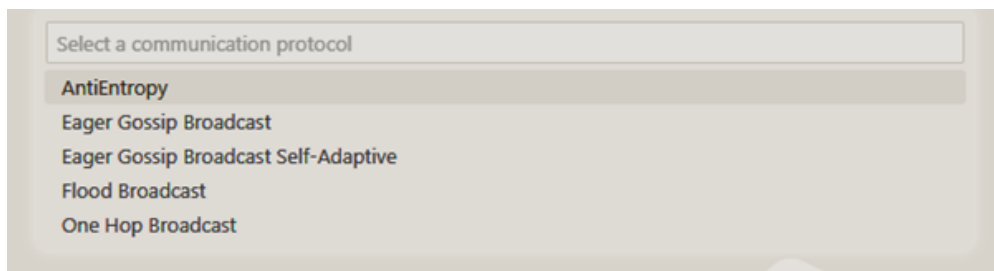 Select a communication protocol
AntiEntropy
Eager Gossip Broadcast
Eager Gossip Broadcast Self-Adaptive
Flood Broadcast
One Hop Broadcast